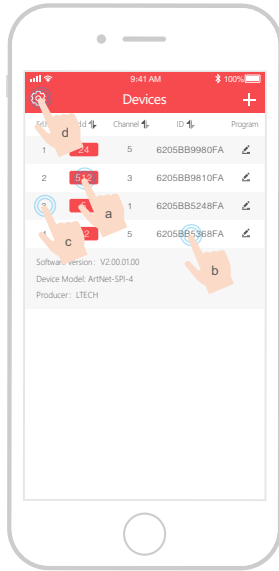 9:41 AM 100%
Devices
Channel ID Program
1 24 5 6205BB9980FA
2 512 3 6205BB9810FA
1 6205BB5248FA
5 6205BB5368FA
Software version : V2.00.01.00
Device Model: ArtNet-SPI-4
Producer : LTECH
d
a
c
b